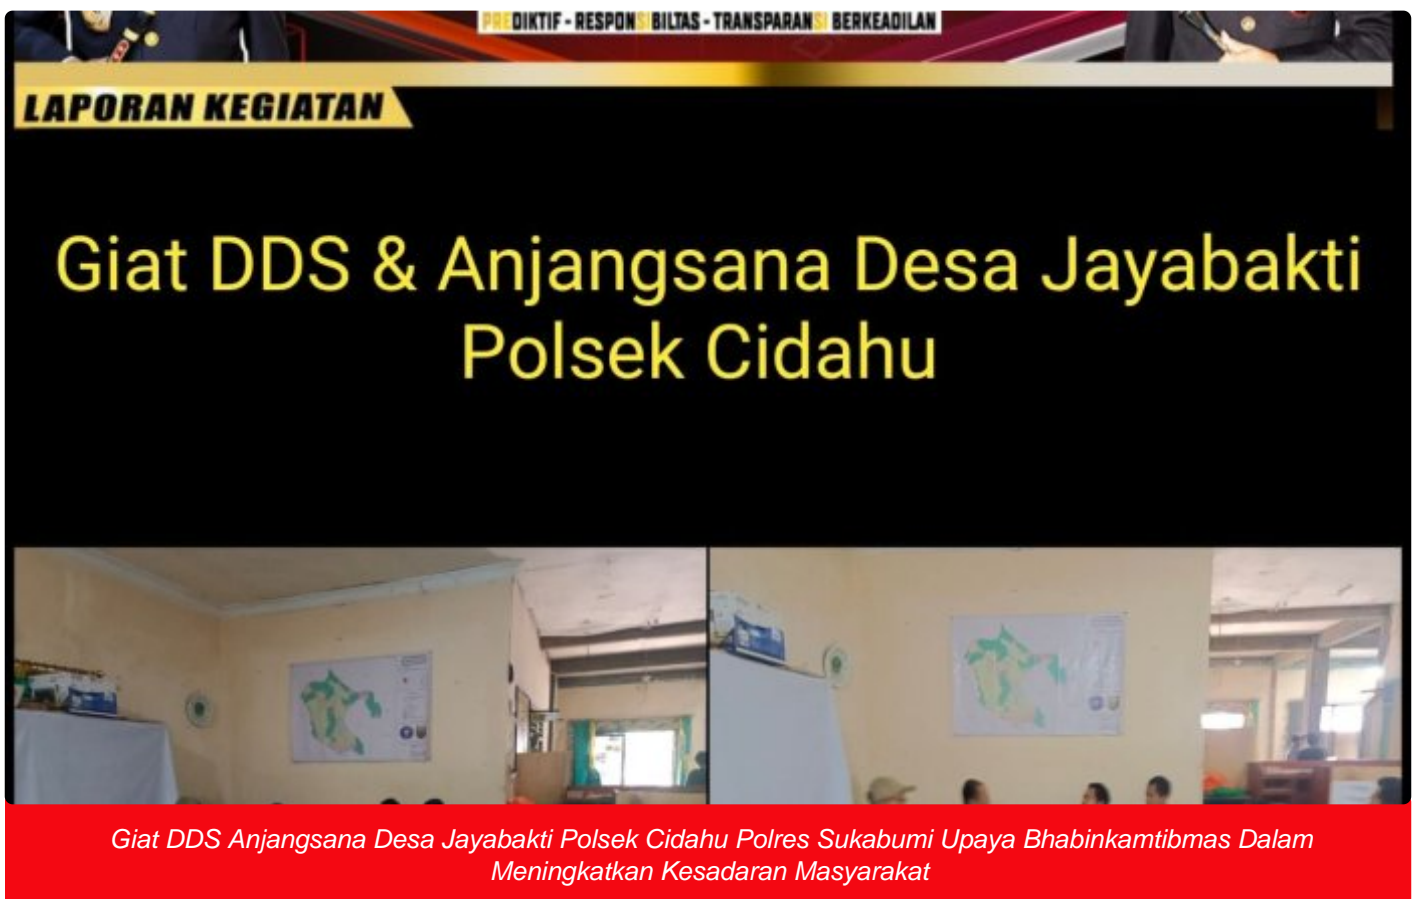 PREDIKTIF - RESPONSIBILTAS - TRANSPARANSI BERKEADILAN
LAPORAN KEGIATAN
Giat DDS & Anjangsana Desa Jayabakti
Polsek Cidahu
Giat DDS Anjangsana Desa Jayabakti Polsek Cidahu Polres Sukabumi Upaya Bhabinkamtibmas Dalam
Meningkatkan Kesadaran Masyarakat